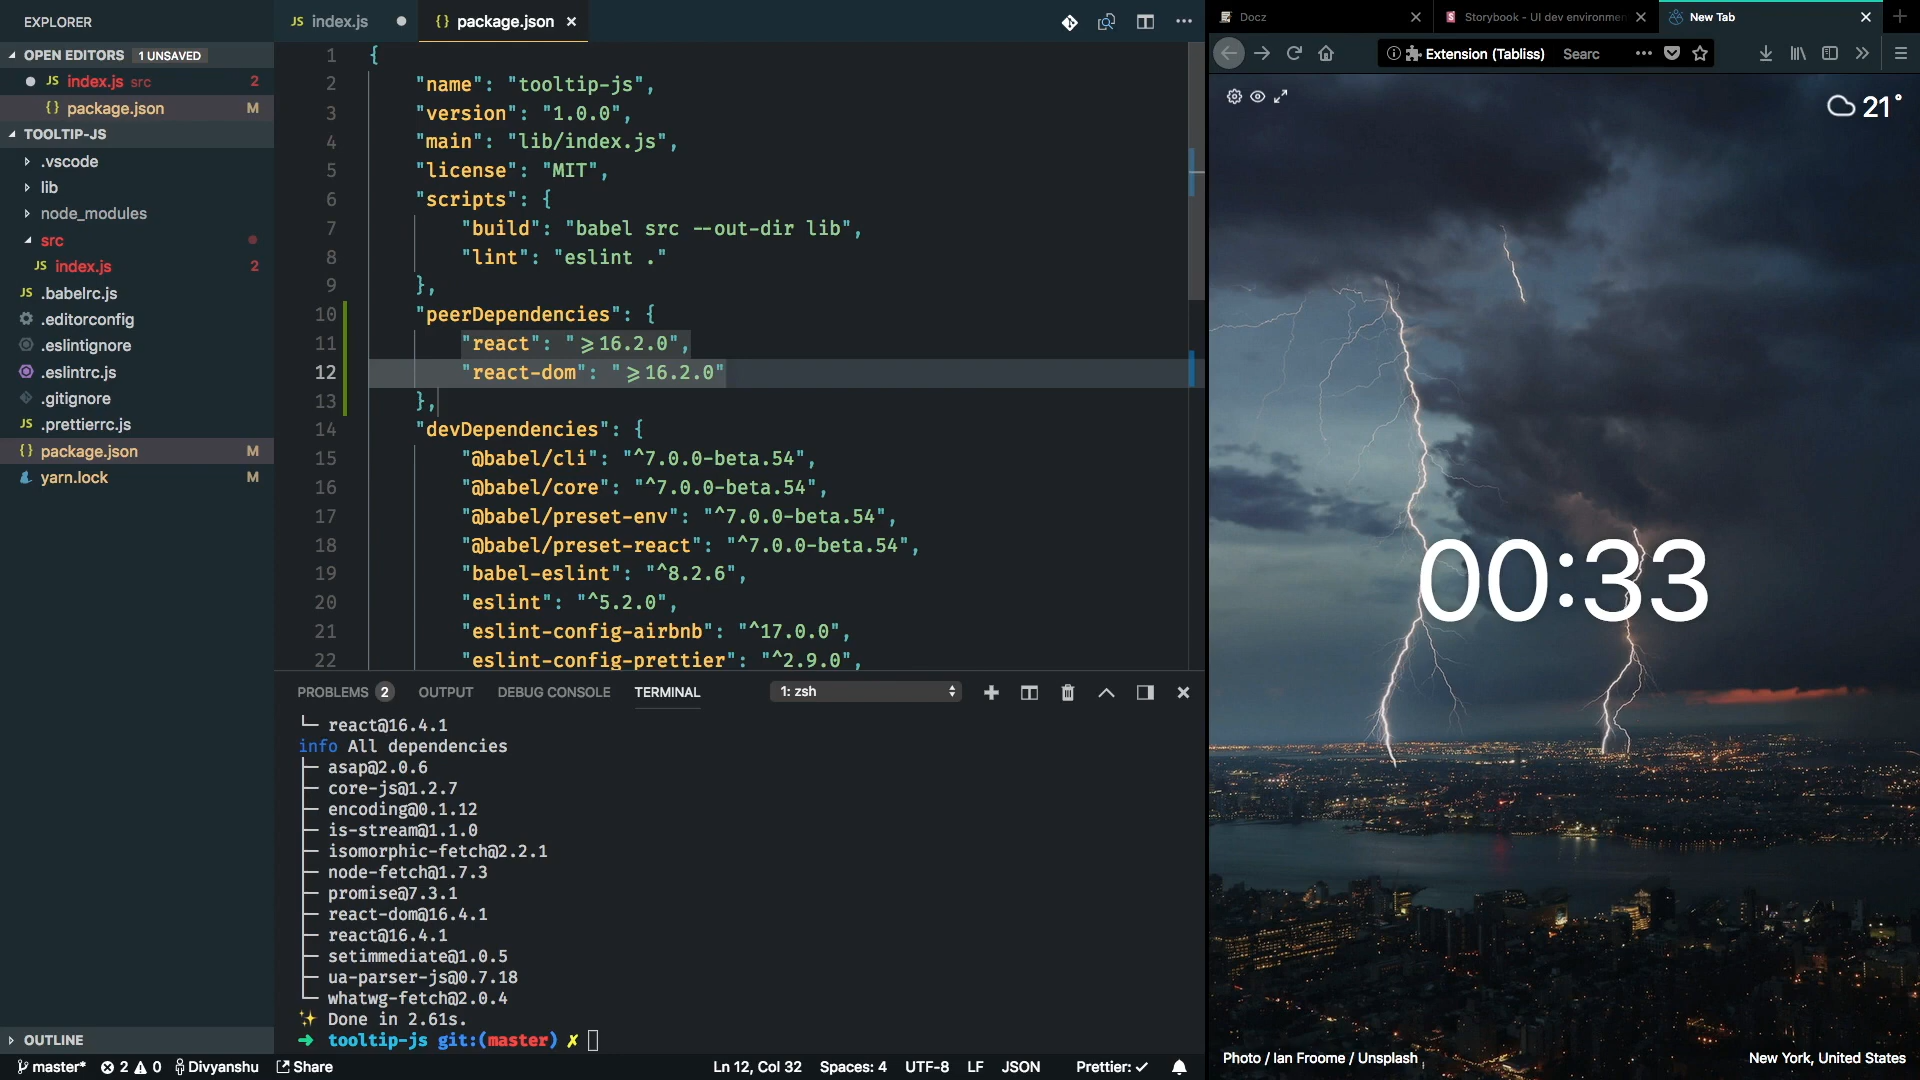 EXPLORER
OPEN EDITORS 1 UNSAVED
JS index.js src 2
{} package.json M
TOOLTIP-JS
.vscode
lib
node_modules
src
JS index.js 2
JS .babelrc.js
.editorconfig
.eslintignore
.eslintrc.js
.gitignore
JS .prettierrc.js
{} package.json M
yarn.lock M
OUTLINE
JS index.js
{} package.json
1 {
2 "name": "tooltip-js",
3 "version": "1.0.0",
4 "main": "lib/index.js",
5 "license": "MIT",
6 "scripts": {
7 "build": "babel src --out-dir lib",
8 "lint": "eslint ."
9 },
10 "peerDependencies": {
11 "react": "⩾16.2.0",
12 "react-dom": "⩾16.2.0"
13 },
14 "devDependencies": {
15 "@babel/cli": "^7.0.0-beta.54",
16 "@babel/core": "^7.0.0-beta.54",
17 "@babel/preset-env": "^7.0.0-beta.54",
18 "@babel/preset-react": "^7.0.0-beta.54",
19 "babel-eslint": "^8.2.6",
20 "eslint": "^5.2.0",
21 "eslint-config-airbnb": "^17.0.0",
22 "eslint-config-prettier": "^2.9.0",
PROBLEMS 2 OUTPUT DEBUG CONSOLE TERMINAL 1: zsh
└─ react@16.4.1
info All dependencies
├─ asap@2.0.6
├─ core-js@1.2.7
├─ encoding@0.1.12
├─ is-stream@1.1.0
├─ isomorphic-fetch@2.2.1
├─ node-fetch@1.7.3
├─ promise@7.3.1
├─ react-dom@16.4.1
├─ react@16.4.1
├─ setimmediate@1.0.5
├─ ua-parser-js@0.7.18
└─ whatwg-fetch@2.0.4
✨ Done in 2.61s.
➜ tooltip-js git:(master) ✗
master* 2 0 Divyanshu Share Ln 12, Col 32 Spaces: 4 UTF-8 LF JSON Prettier: ✓
Docz Storybook - UI dev environmen New Tab
Extension (Tabliss) Searc
21°
00:33
Photo / Ian Froome / Unsplash
New York, United States